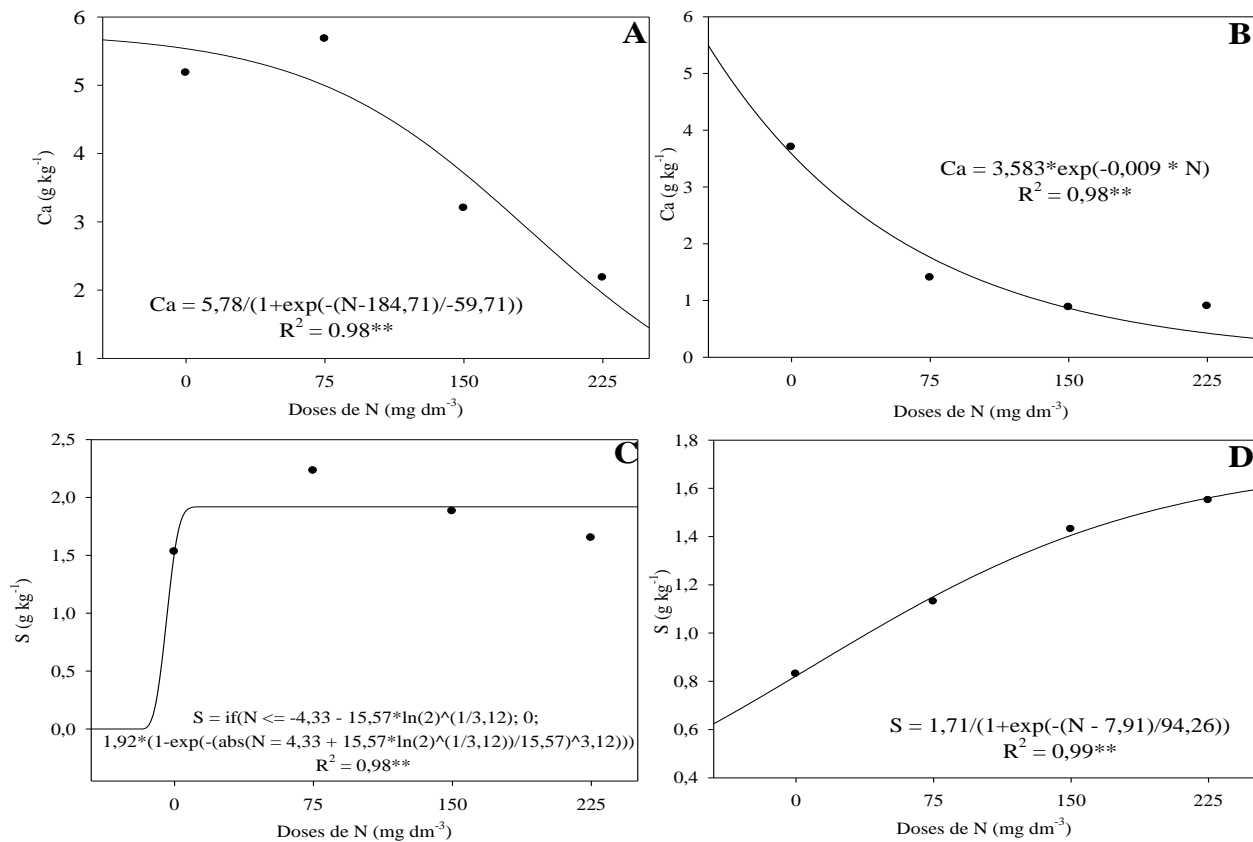 A
6
5
4
3
2
1
Ca (g kg⁻¹)
Ca = 5,78/(1+exp(-(N-184,71)/-59,71))
R² = 0.98**
0 75 150 225
Doses de N (mg dm⁻³)
B
6
5
4
3
2
1
0
Ca (g kg⁻¹)
Ca = 3,583*exp(-0,009 * N)
R² = 0,98**
0 75 150 225
Doses de N (mg dm⁻³)
C
2,5
2,0
1,5
1,0
0,5
0,0
S (g kg⁻¹)
S = if(N <= -4,33 - 15,57*ln(2)^(1/3,12); 0;
1,92*(1-exp(-(abs(N = 4,33 + 15,57*ln(2)^(1/3,12))/15,57)^3,12)))
R² = 0,98**
0 75 150 225
Doses de N (mg dm⁻³)
D
1,8
1,6
1,4
1,2
1,0
0,8
0,6
0,4
S (g kg⁻¹)
S = 1,71/(1+exp(-(N - 7,91)/94,26))
R² = 0,99**
0 75 150 225
Doses de N (mg dm⁻³)